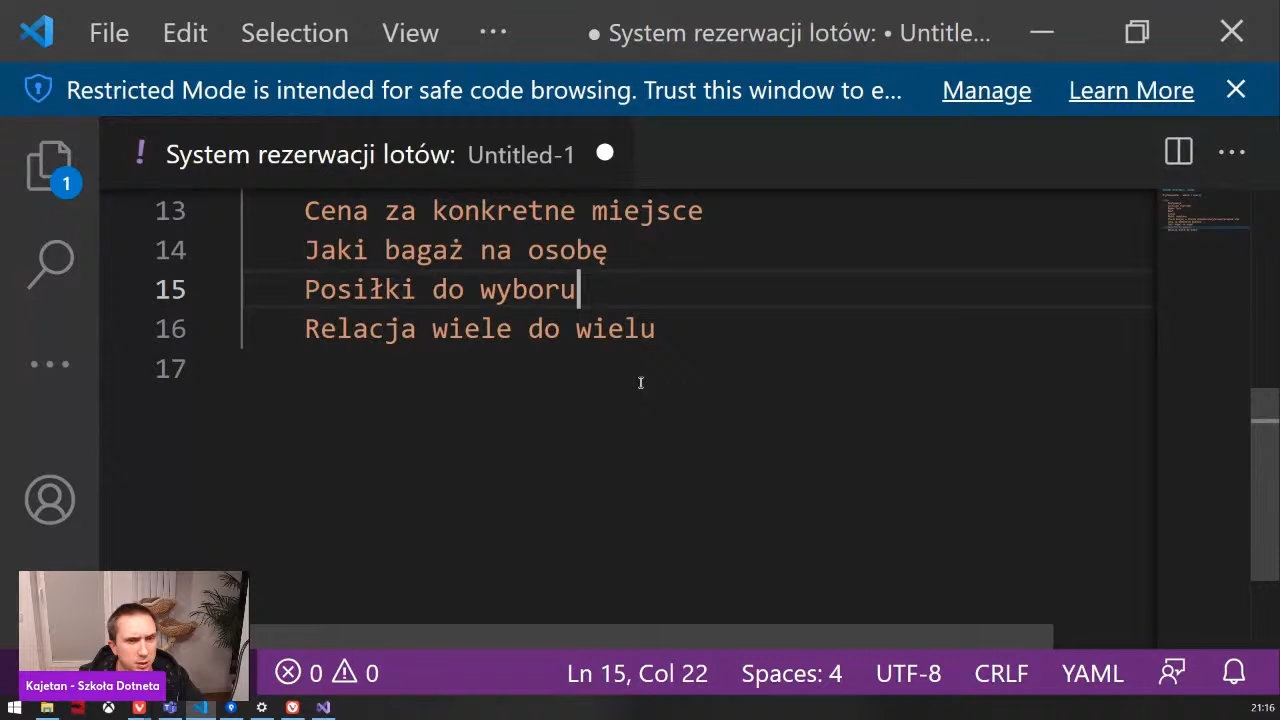 File Edit Selection View ··· ● System rezerwacji lotów: • Untitle...
Restricted Mode is intended for safe code browsing. Trust this window to e... Manage Learn More
! System rezerwacji lotów: Untitled-1
1
13 Cena za konkretne miejsce
14 Jaki bagaż na osobę
15 Posiłki do wyboru
16 Relacja wiele do wielu
17
Kajetan - Szkoła Dotneta
0 0 Ln 15, Col 22 Spaces: 4 UTF-8 CRLF YAML
21:16